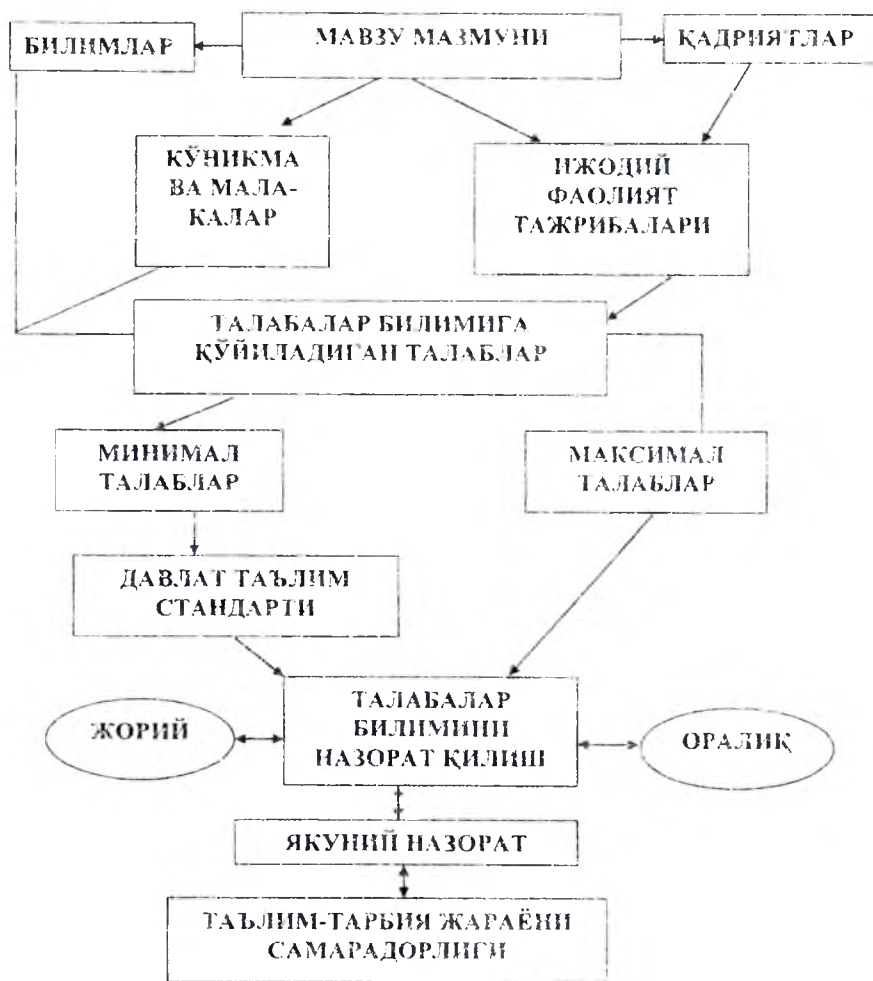 БИЛИМЛАР
МАВЗУ МАЗМУНИ
ҚАДРИЯТЛАР
КЎНИКМА
ВА МАЛА-
КАЛАР
ИЖОДИЙ
ФАОЛИЯТ
ТАЖРИБАЛАРИ
ТАЛАБАЛАР БИЛИМИГА
ҚЎЙИЛАДИГАН ТАЛАБЛАР
МИНИМАЛ
ТАЛАБЛАР
МАКСИМАЛ
ТАЛАБЛАР
ДАВЛАТ ТАЪЛИМ
СТАНДАРТИ
ЖОРИЙ
ТАЛАБАЛАР
БИЛИМИНИ
НАЗОРАТ ҚИЛИШ
ОРАЛИҚ
ЯКУНИЙ НАЗОРАТ
ТАЪЛИМ-ТАРБИЯ ЖАРАЁНИ
САМАРАДОРЛИГИ